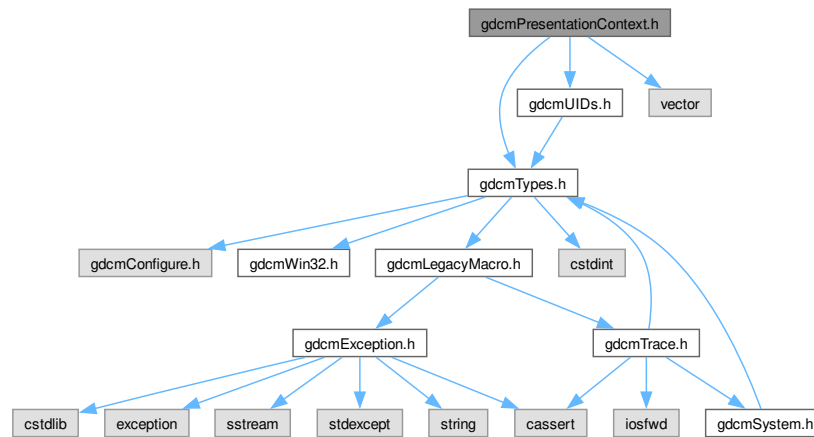 gdcmPresentationContext.h
gdcmUIDs.h
vector
gdcmTypes.h
gdcmConfigure.h
gdcmWin32.h
gdcmLegacyMacro.h
cstdint
gdcmException.h
gdcmTrace.h
cstdlib
exception
sstream
stdexcept
string
cassert
iosfwd
gdcmSystem.h